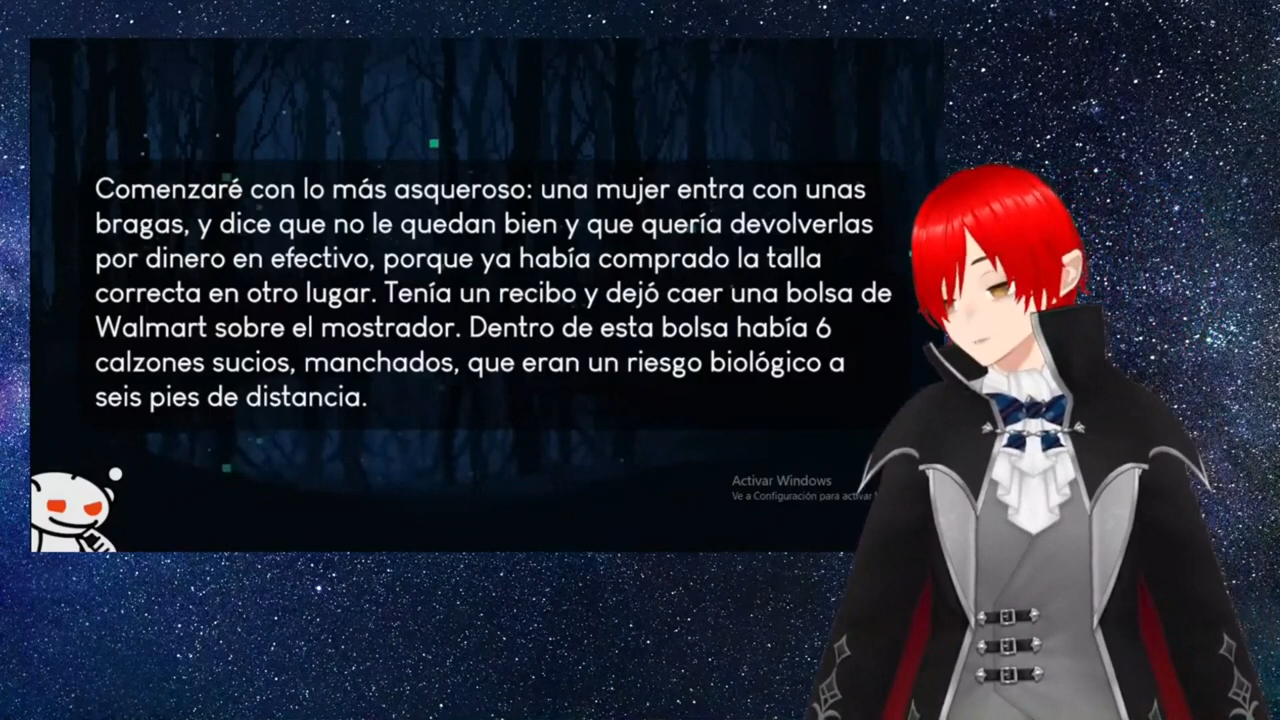 Comenzaré con lo más asqueroso: una mujer entra con unas
bragas, y dice que no le quedan bien y que quería devolverlas
por dinero en efectivo, porque ya había comprado la talla
correcta en otro lugar. Tenía un recibo y dejó caer una bolsa de
Walmart sobre el mostrador. Dentro de esta bolsa había 6
calzones sucios, manchados, que eran un riesgo biológico a
seis pies de distancia.
Activar Windows
Ve a Configuración para activar